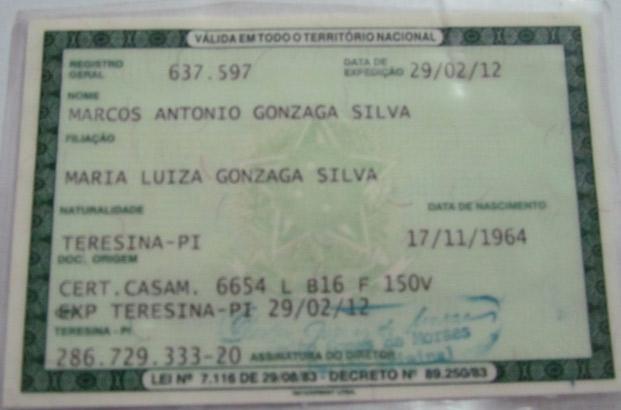 VÁLIDA EM TODO O TERRITÓRIO NACIONAL
REGISTRO GERAL 637.597 DATA DE EXPEDIÇÃO 29/02/12
NOME
MARCOS ANTONIO GONZAGA SILVA
FILIAÇÃO
MARIA LUIZA GONZAGA SILVA
NATURALIDADE DATA DE NASCIMENTO
TERESINA-PI 17/11/1964
DOC. ORIGEM
CERT.CASAM. 6654 L B16 F 150V
EXP TERESINA-PI 29/02/12
TERESINA - PI
de Moraes
286.729.333-20 ASSINATURA DO DIRETOR
LEI Nº 7.116 DE 29/08/83 - DECRETO Nº 89.250/83